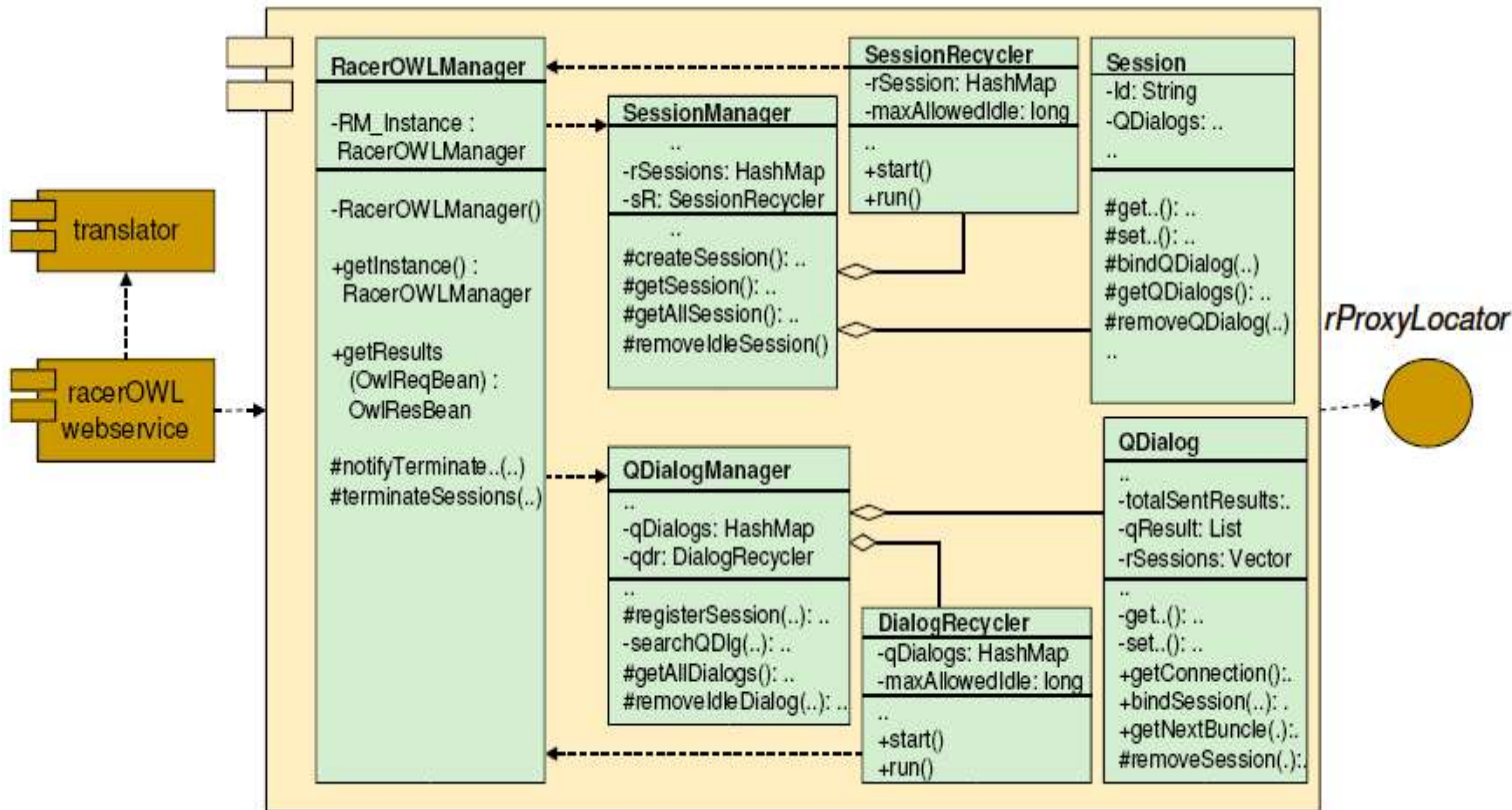 translator
racerOWL
webservice
RacerOWLManager
-RM_Instance :
RacerOWLManager
-RacerOWLManager()
+getInstance() :
RacerOWLManager
+getResults
(OwlReqBean) :
OwlResBean
#notifyTerminate..(..)
#terminateSessions(..)
SessionManager
..
-rSessions: HashMap
-sR: SessionRecycler
..
#createSession(): ..
#getSession(): ..
#getAllSession(): ..
#removeIdleSession()
SessionRecycler
-rSession: HashMap
-maxAllowedIdle: long
..
+start()
+run()
Session
-Id: String
-QDialogs: ..
..
#get..(): ..
#set..(): ..
#bindQDialog(..)
#getQDialogs(): ..
#removeQDialog(..)
..
QDialogManager
..
-qDialogs: HashMap
-qdr: DialogRecycler
..
#registerSession(..): ..
-searchQDlg(..): ..
#getAllDialogs(): ..
#removeIdleDialog(..): ..
DialogRecycler
-qDialogs: HashMap
-maxAllowedIdle: long
..
+start()
+run()
QDialog
..
-totalSentResults:.
-qResult: List
-rSessions: Vector
..
-get..(): ..
-set..(): ..
+getConnection():.
+bindSession(..): .
+getNextBuncle(.):.
#removeSession(.):.
rProxyLocator